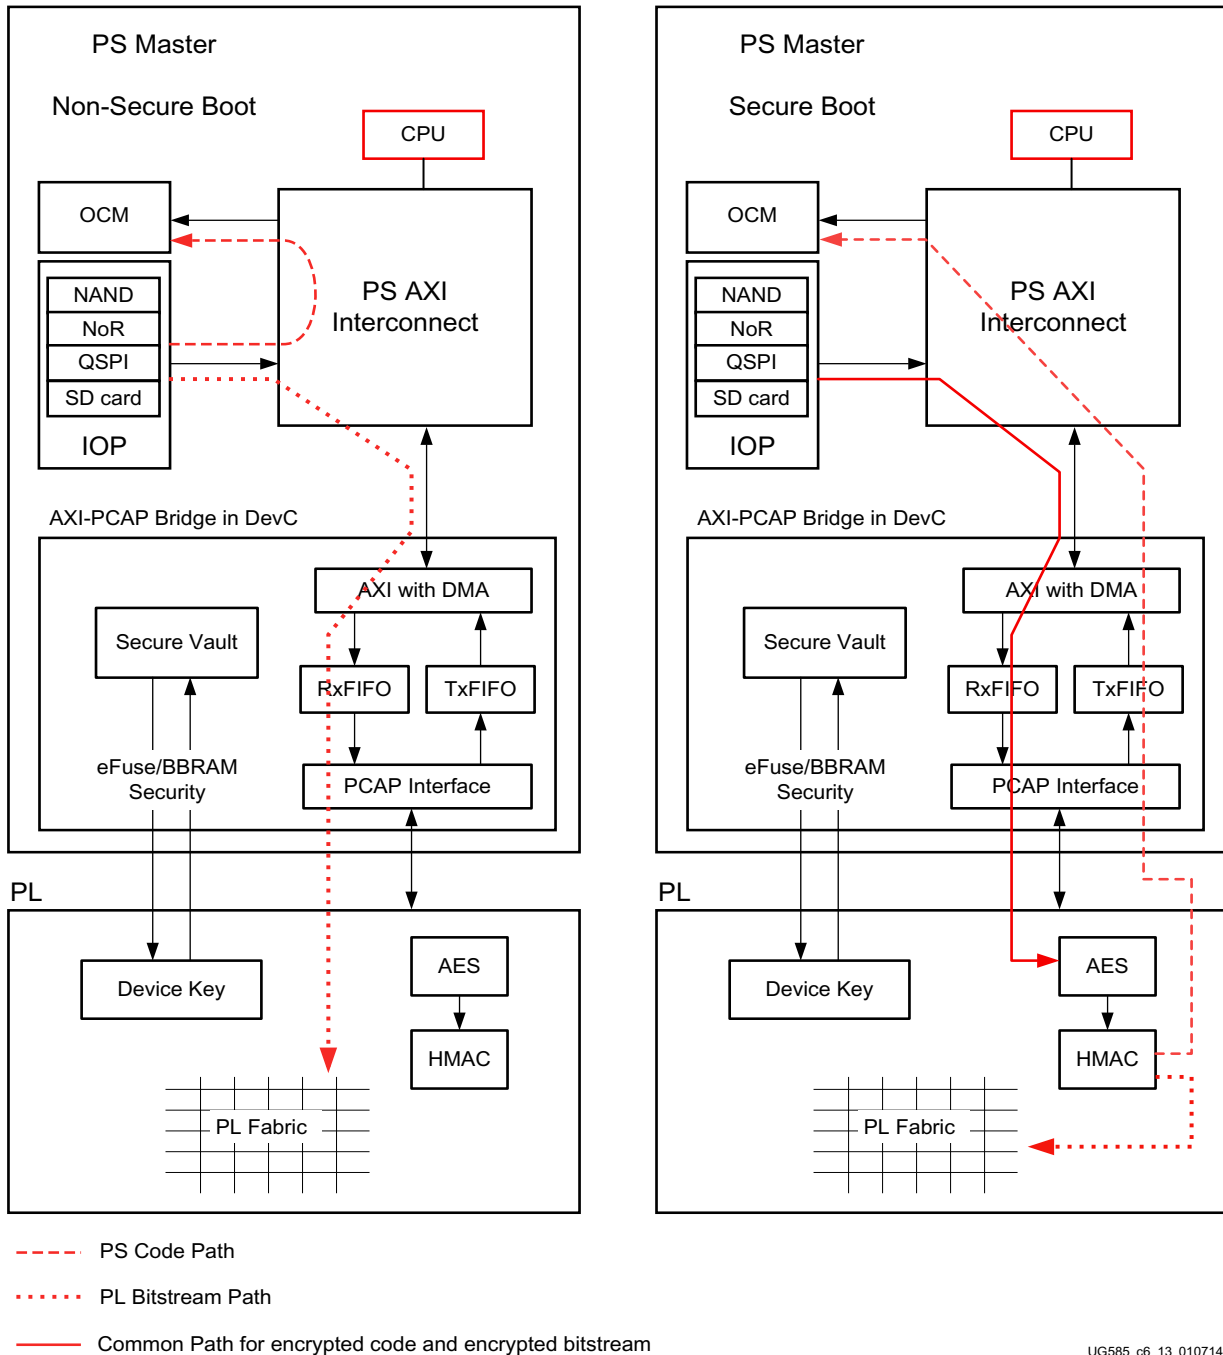 PS Master
Non-Secure Boot
CPU
OCM
NAND
NoR
QSPI
SD card
IOP
PS AXI
Interconnect
AXI-PCAP Bridge in DevC
AXI with DMA
Secure Vault
RxFIFO
TxFIFO
eFuse/BBRAM
Security
PCAP Interface
PL
AES
Device Key
HMAC
PL Fabric
PS Master
Secure Boot
CPU
OCM
NAND
NoR
QSPI
SD card
IOP
PS AXI
Interconnect
AXI-PCAP Bridge in DevC
AXI with DMA
Secure Vault
RxFIFO
TxFIFO
eFuse/BBRAM
Security
PCAP Interface
PL
AES
Device Key
HMAC
PL Fabric
PS Code Path
PL Bitstream Path
Common Path for encrypted code and encrypted bitstream
UG585_c6_13_010714